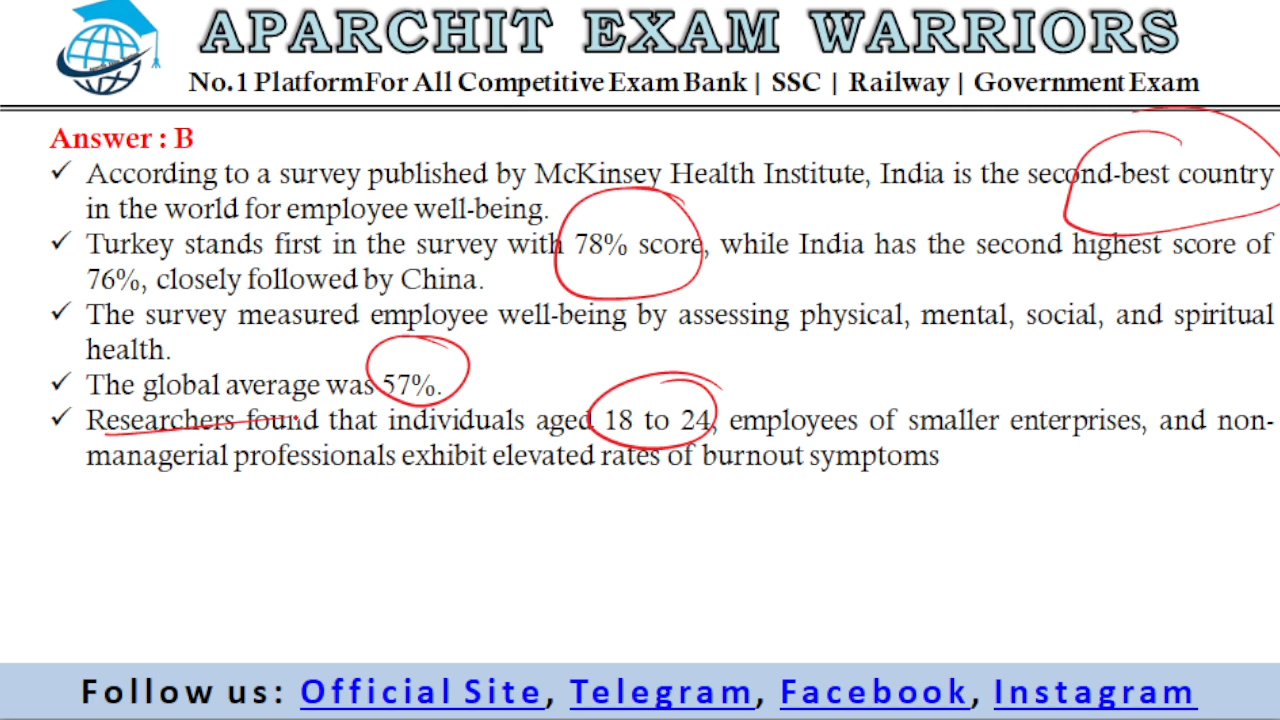 APARCHIT EXAM WARRIORS
No.1 PlatformFor All Competitive Exam Bank | SSC | Railway | Government Exam
Answer : B
✓ According to a survey published by McKinsey Health Institute, India is the second-best country
in the world for employee well-being.
✓ Turkey stands first in the survey with 78% score, while India has the second highest score of
76%, closely followed by China.
✓ The survey measured employee well-being by assessing physical, mental, social, and spiritual
health.
✓ The global average was 57%.
✓ Researchers found that individuals aged 18 to 24, employees of smaller enterprises, and non-
managerial professionals exhibit elevated rates of burnout symptoms
Follow us: Official Site, Telegram, Facebook, Instagram